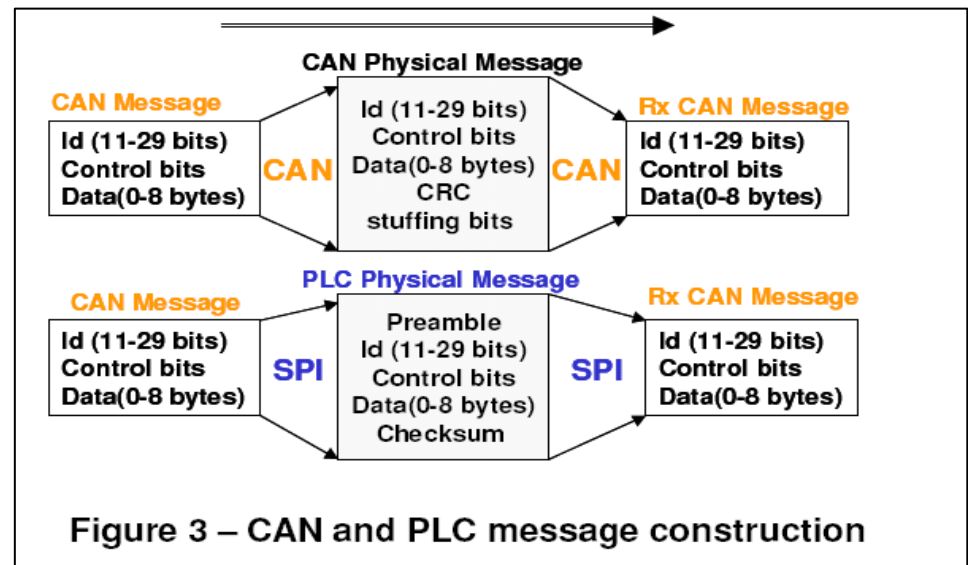 CAN Physical Message
CAN Message
Id (11-29 bits)
Control bits
Data(0-8 bytes)
CAN
Id (11-29 bits)
Control bits
Data(0-8 bytes)
CRC
stuffing bits
CAN
Rx CAN Message
Id (11-29 bits)
Control bits
Data(0-8 bytes)
PLC Physical Message
CAN Message
Id (11-29 bits)
Control bits
Data(0-8 bytes)
SPI
Preamble
Id (11-29 bits)
Control bits
Data(0-8 bytes)
Checksum
SPI
Rx CAN Message
Id (11-29 bits)
Control bits
Data(0-8 bytes)
Figure 3 – CAN and PLC message construction